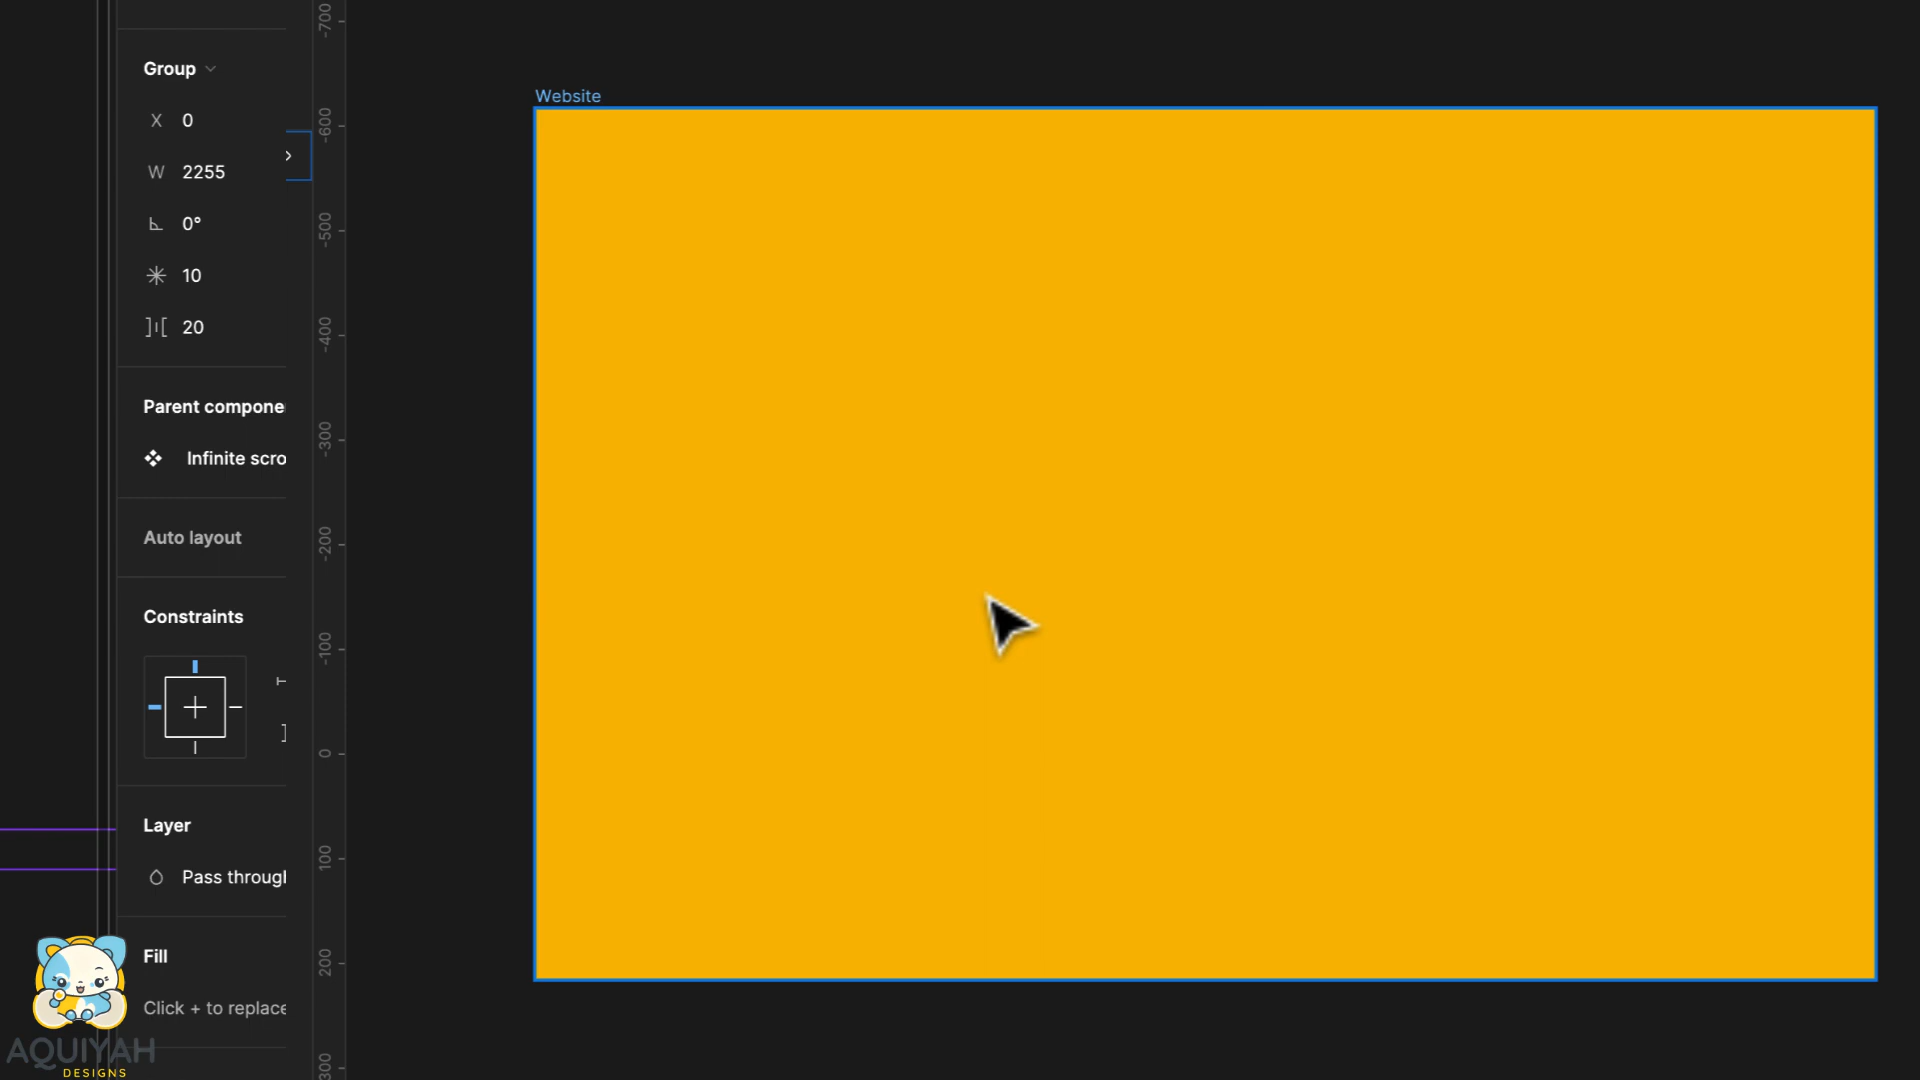 Group
X 0
W 2255
0°
10
20
Parent compone
Infinite scro
Auto layout
Constraints
Layer
Pass through
Fill
Click + to replace
-700
-600
-500
-400
-300
-200
-100
0
100
200
300
Website
AQUIYAH
DESIGNS